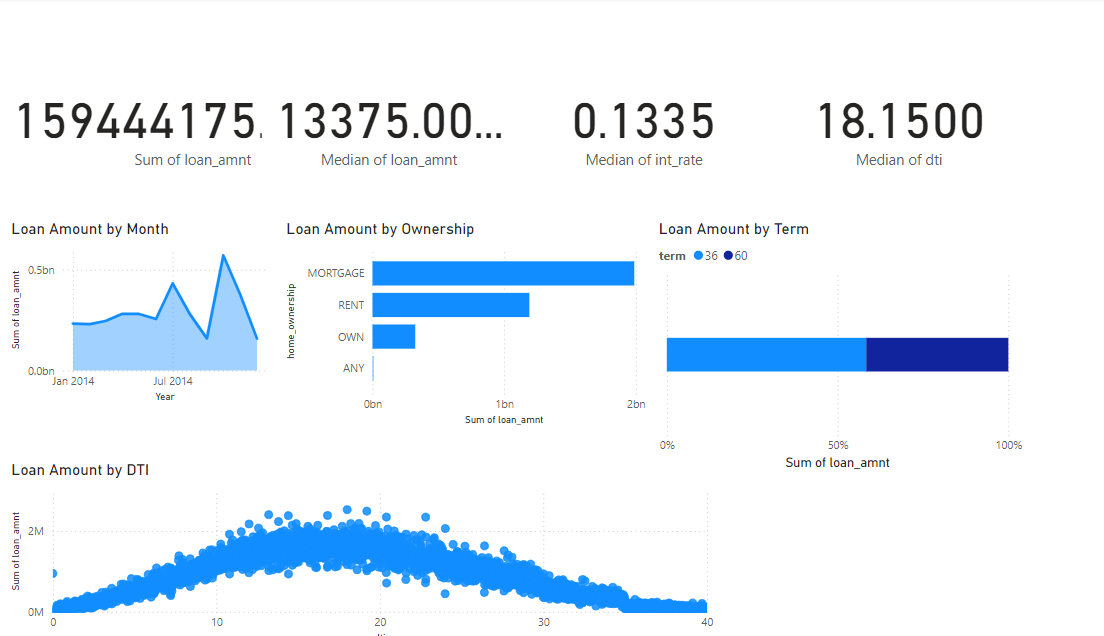 159444175. 13375.00... 0.1335 18.1500
Sum of loan_amnt Median of loan_amnt Median of int_rate Median of dti
Loan Amount by Month
0.5bn
0.0bn
Sum of loan_amnt
Jan 2014 Jul 2014
Year
Loan Amount by Ownership
home_ownership
MORTGAGE
RENT
OWN
ANY
0bn 1bn 2bn
Sum of loan_amnt
Loan Amount by Term
term 36 60
0% 50% 100%
Sum of loan_amnt
Loan Amount by DTI
Sum of loan_amnt
2M
0M
0 10 20 30 40